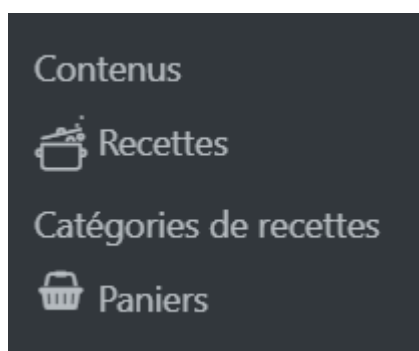 Contenus
Recettes
Catégories de recettes
Paniers